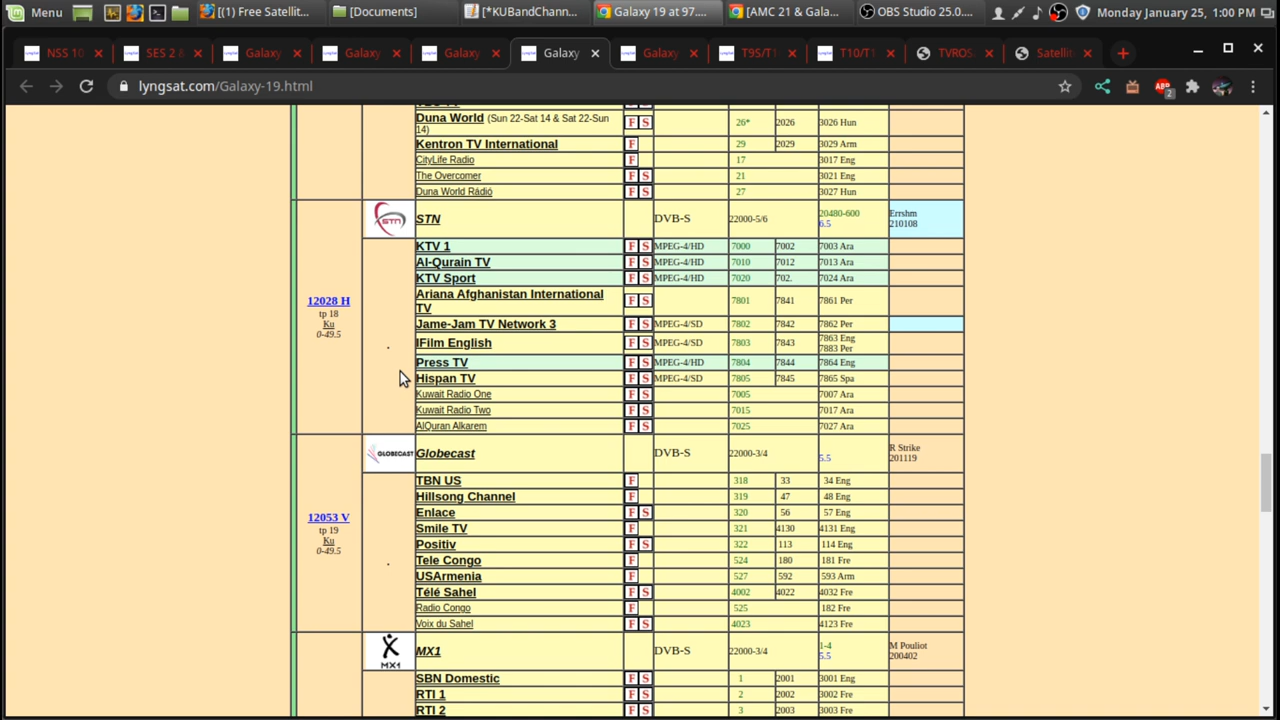 Menu [(1) Free Satellit... [Documents] [*KUBandChan... Galaxy 19 at 97.... [AMC 21 & Gala... OBS Studio 25.0.... Monday January 25, 1:00 PM
NSS 10 SES 2 & Galaxy Galaxy Galaxy Galaxy Galaxy T9S/T1 T10/T1 TVROS Satellit
lyngsat.com/Galaxy-19.html
Duna World (Sun 22-Sat 14 & Sat 22-Sun 14) F S 26* 2026 3026 Hun
Kentron TV International F 29 2029 3029 Arm
CityLife Radio F 17 3017 Eng
The Overcomer F S 21 3021 Eng
Duna World Rádió F S 27 3027 Hun
12028 H
tp 18
Ku
0-49.5
STN STN DVB-S 22000-5/6 20480-600 6.5 Errshm 210108
KTV 1 F S MPEG-4/HD 7000 7002 7003 Ara
Al-Qurain TV F S MPEG-4/HD 7010 7012 7013 Ara
KTV Sport F S MPEG-4/HD 7020 702. 7024 Ara
Ariana Afghanistan International TV F S 7801 7841 7861 Per
Jame-Jam TV Network 3 F S MPEG-4/SD 7802 7842 7862 Per
IFilm English F S MPEG-4/SD 7803 7843 7863 Eng 7883 Per
Press TV F S MPEG-4/HD 7804 7844 7864 Eng
Hispan TV F S MPEG-4/SD 7805 7845 7865 Spa
Kuwait Radio One F S 7005 7007 Ara
Kuwait Radio Two F S 7015 7017 Ara
AlQuran Alkarem F S 7025 7027 Ara
12053 V
tp 19
Ku
0-49.5
GLOBECAST Globecast DVB-S 22000-3/4 5.5 R Strike 201119
TBN US F 318 33 34 Eng
Hillsong Channel F 319 47 48 Eng
Enlace F S 320 56 57 Eng
Smile TV F 321 4130 4131 Eng
Positiv F S 322 113 114 Eng
Tele Congo F 524 180 181 Fre
USArmenia F 527 592 593 Arm
Télé Sahel F S 4002 4022 4032 Fre
Radio Congo F 525 182 Fre
Voix du Sahel F S 4023 4123 Fre
MX1 MX1 DVB-S 22000-3/4 1-4 5.5 M Pouliot 200402
SBN Domestic F S 1 2001 3001 Eng
RTI 1 F S 2 2002 3002 Fre
RTI 2 F S 3 2003 3003 Fre